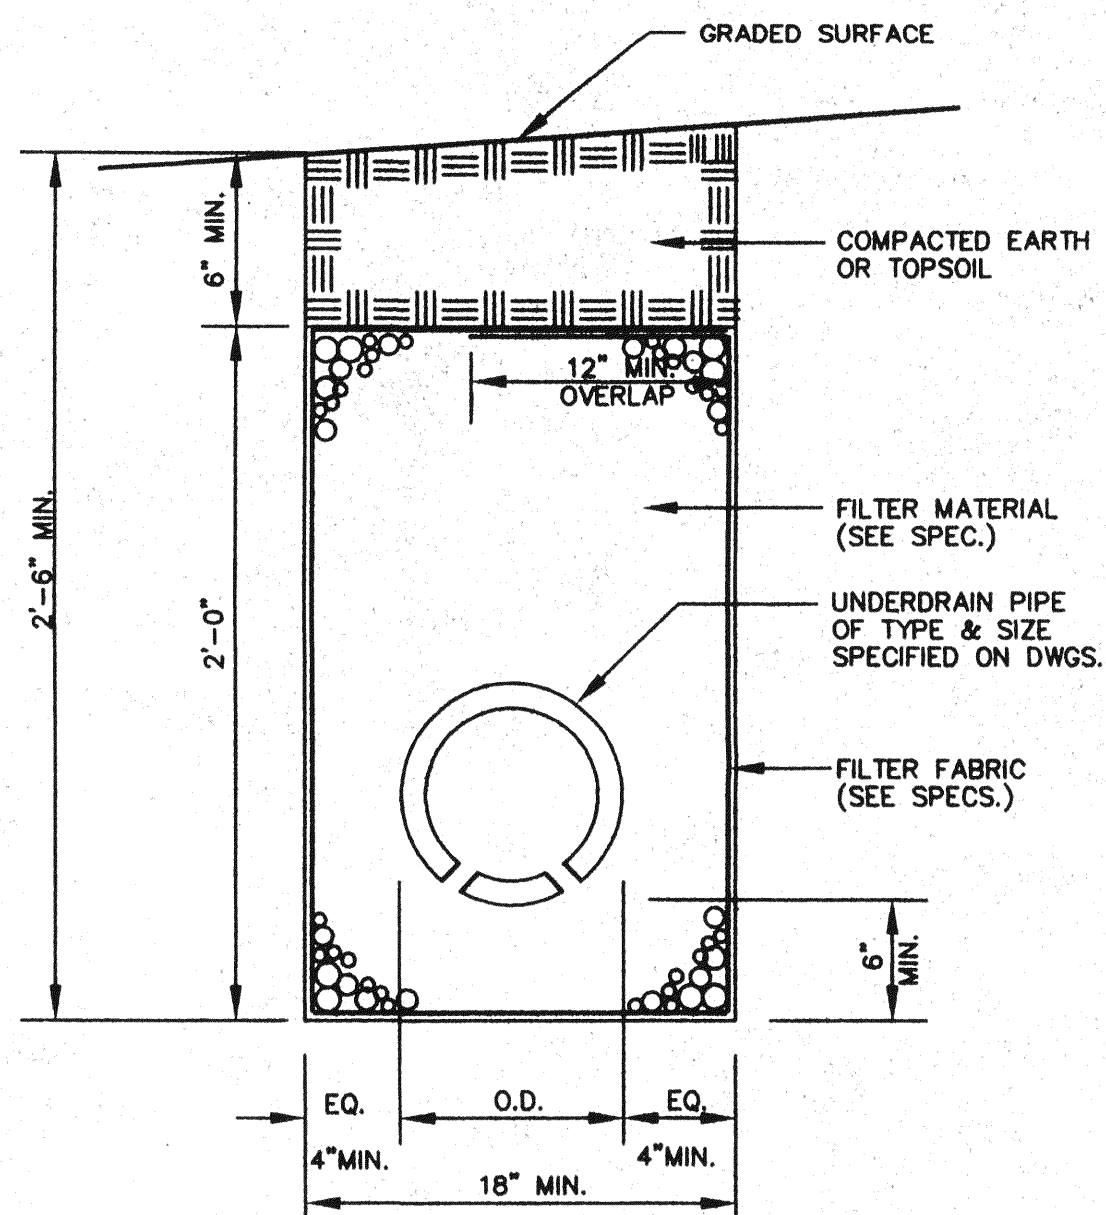 GRADED SURFACE
6" MIN.
COMPACTED EARTH
OR TOPSOIL
12" MIN.
OVERLAP
2'-6" MIN.
2'-0"
FILTER MATERIAL
(SEE SPEC.)
UNDERDRAIN PIPE
OF TYPE & SIZE
SPECIFIED ON DWGS.
FILTER FABRIC
(SEE SPECS.)
6"
MIN.
EQ.
O.D.
EQ.
4"MIN.
4"MIN.
18" MIN.